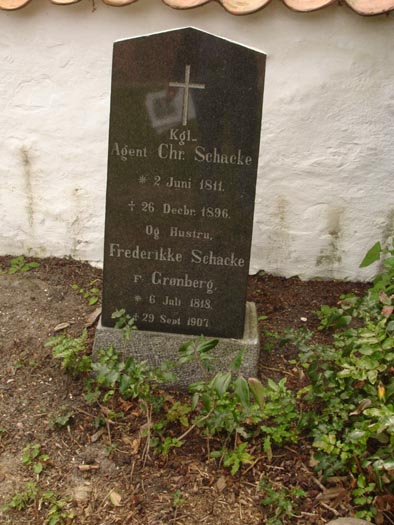 Kgl.
Agent Chr. Schacke
* 2 Juni 1811.
† 26 Decbr. 1896.
Og Hustru,
Frederikke Schacke
F. Grønberg.
* 6 Juli 1818.
† 29 Sept. 1907.